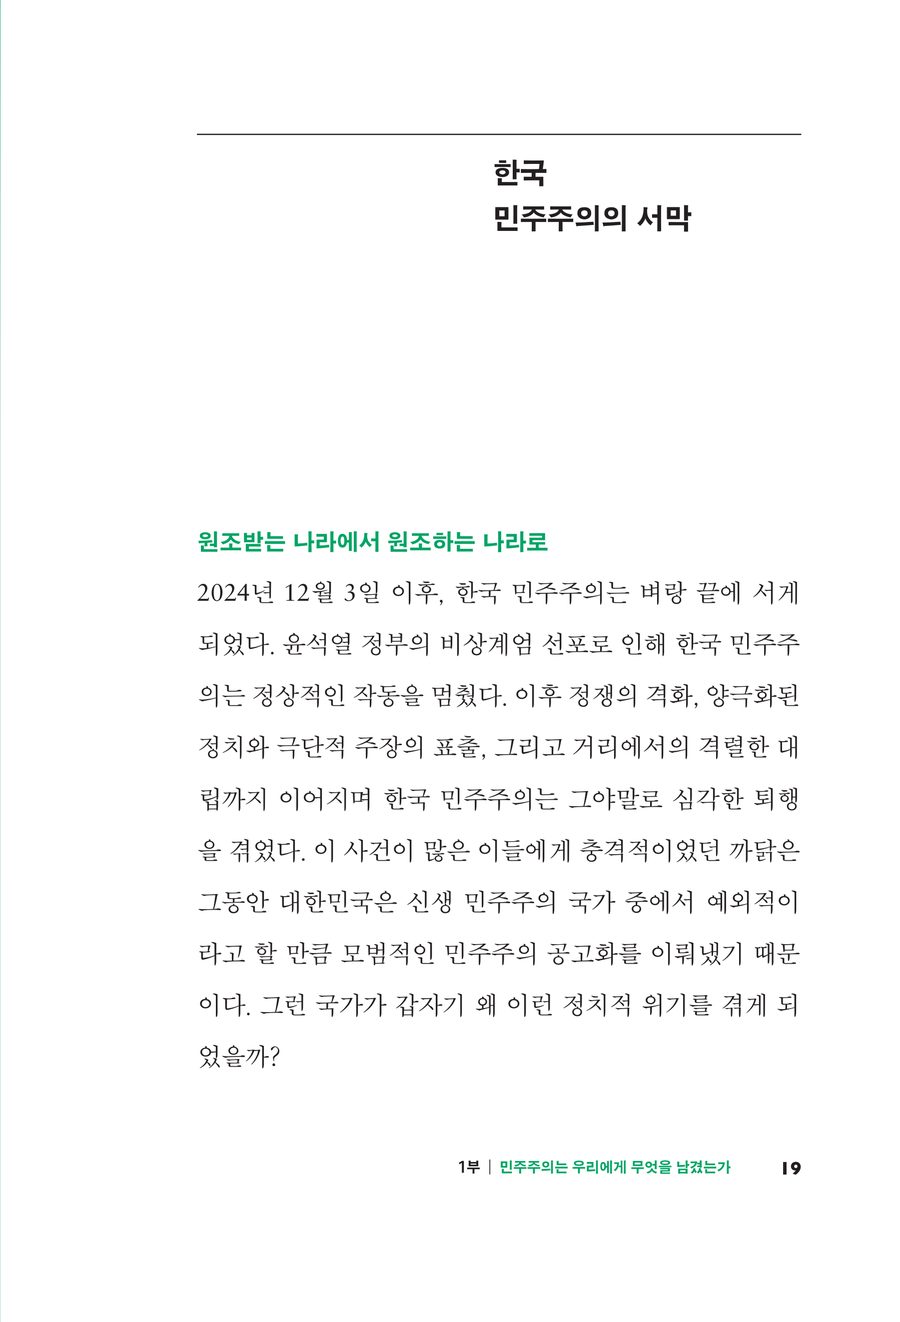 한국
민주주의의 서막
원조받는 나라에서 원조하는 나라로
2024년 12월 3일 이후, 한국 민주주의는 벼랑 끝에 서게
되었다. 윤석열 정부의 비상계엄 선포로 인해 한국 민주주
의는 정상적인 작동을 멈췄다. 이후 정쟁의 격화, 양극화된
정치와 극단적 주장의 표출, 그리고 거리에서의 격렬한 대
립까지 이어지며 한국 민주주의는 그야말로 심각한 퇴행
을 겪었다. 이 사건이 많은 이들에게 충격적이었던 까닭은
그동안 대한민국은 신생 민주주의 국가 중에서 예외적이
라고 할 만큼 모범적인 민주주의 공고화를 이뤄냈기 때문
이다. 그런 국가가 갑자기 왜 이런 정치적 위기를 겪게 되
었을까?
1부 | 민주주의는 우리에게 무엇을 남겼는가 19